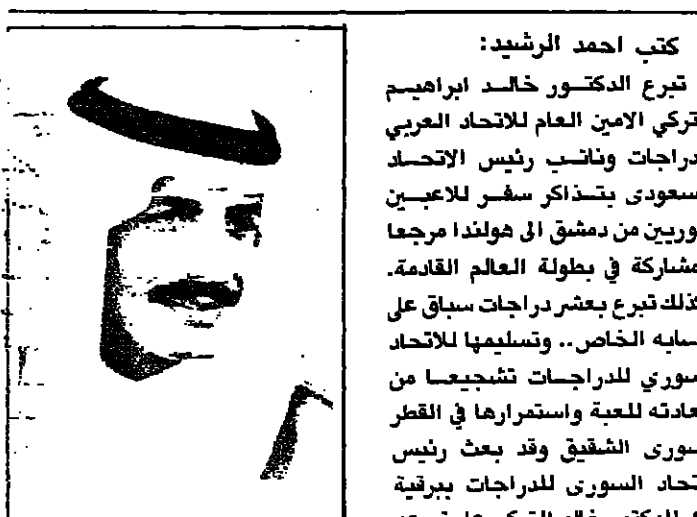 كتب احمد الرشيد:
تبرع الدكتور خالد ابراهيم
تركي الامين العام للاتحاد العربي
دراجات ونائب رئيس الاتحاد
سعودى بتذاكر سفر للاعبين
وريين من دمشق الى هولندا مرجعا
مشاركة في بطولة العالم القادمة.
كذلك تبرع بعشر دراجات سباق على
سابه الخاص.. وتسليمها للاتحاد
سوري للدراجات تشجيعا من
عادته للعبة واستمرارها في القطر
سورى الشقيق وقد بعث رئيس
تحاد السورى للدراجات ببرقية